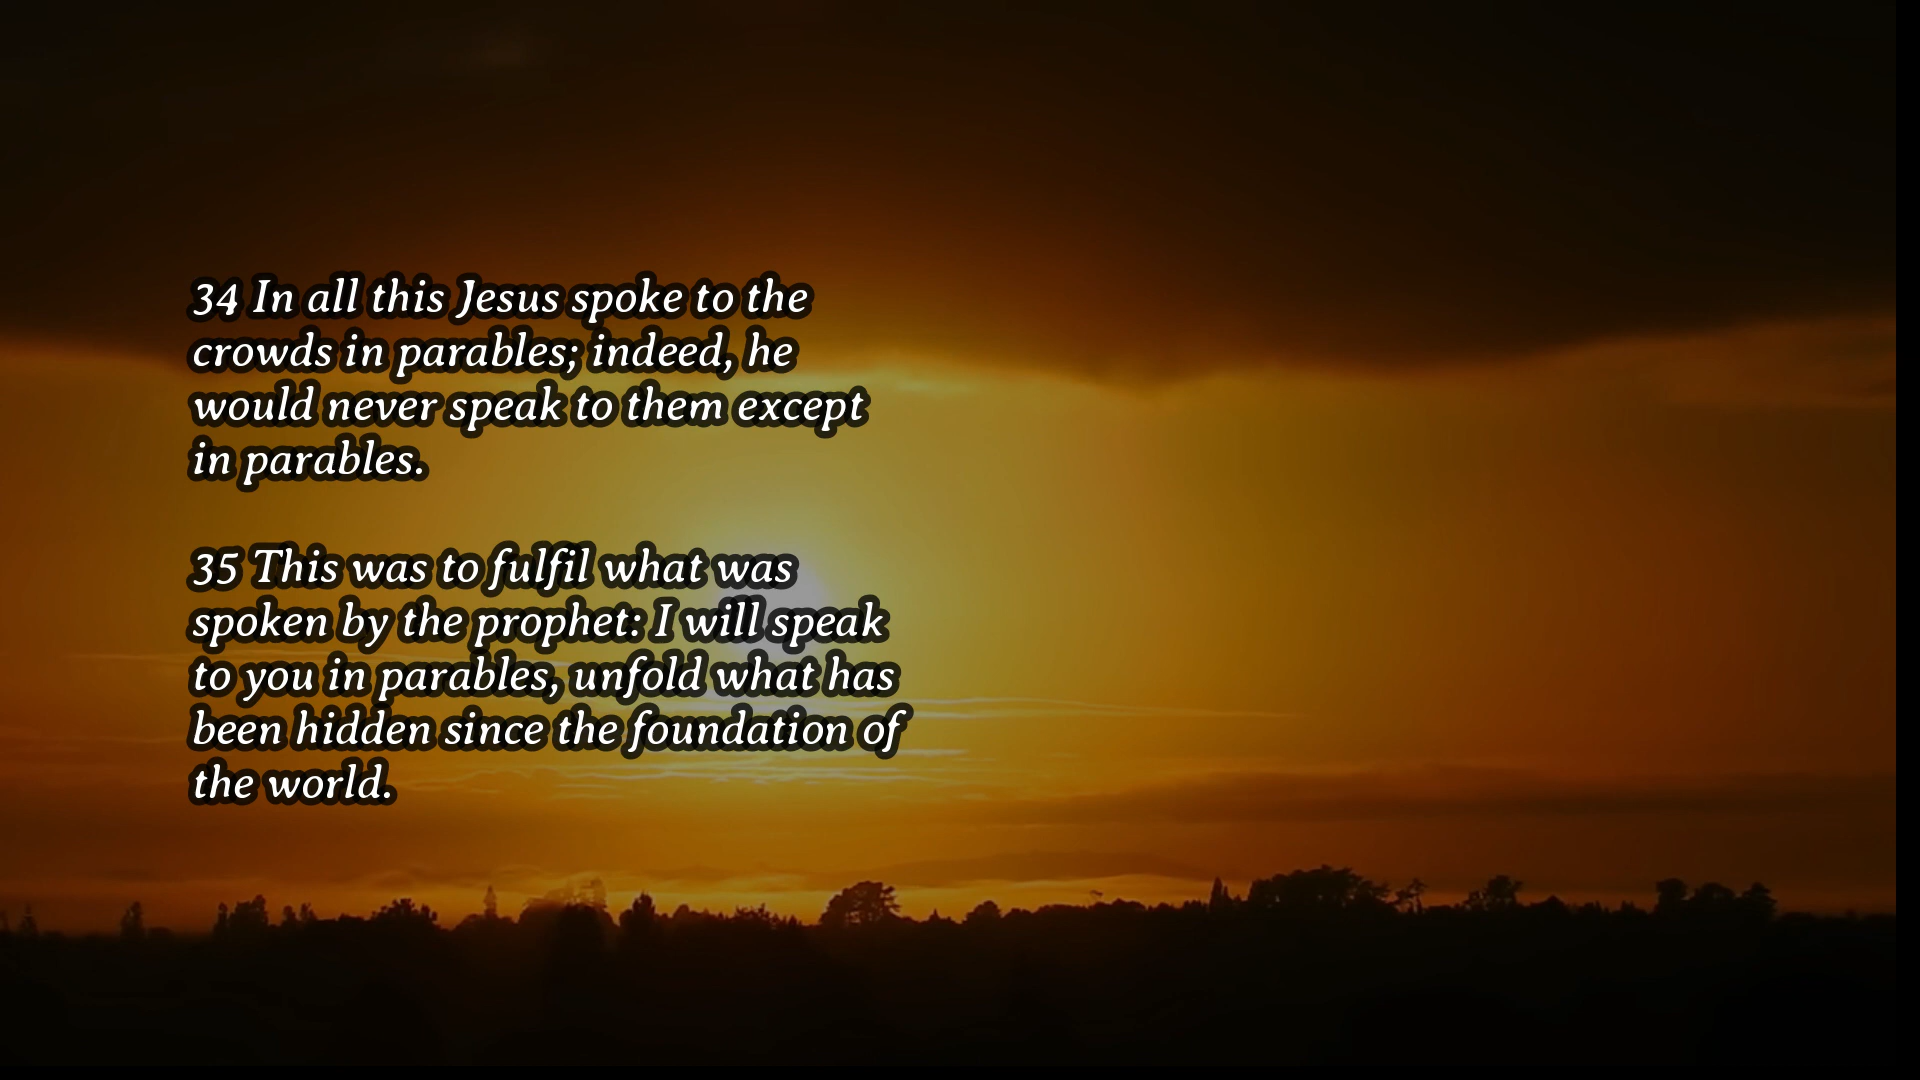 34 In all this Jesus spoke to the
crowds in parables; indeed, he
would never speak to them except
in parables.
35 This was to fulfil what was
spoken by the prophet: I will speak
to you in parables, unfold what has
been hidden since the foundation of
the world.